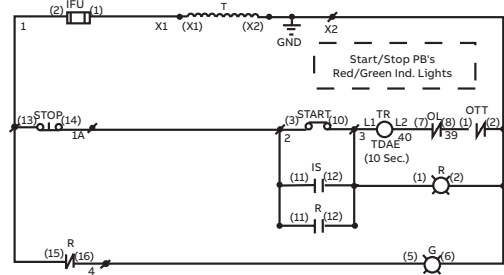 IFU
(2) (1)
T
1
X1 (X1) (X2) X2
GND
Start/Stop PB's
Red/Green Ind. Lights
STOP
(13) (14)
1A
START
(3) (10)
2 3
TR
L1 L2
40
TDAE
(10 Sec.)
OL
(7) (8)
39
OTT
(1) (2)
IS
(11) (12)
R
(1) (2)
R
(11) (12)
R
(15) (16)
4
G
(5) (6)